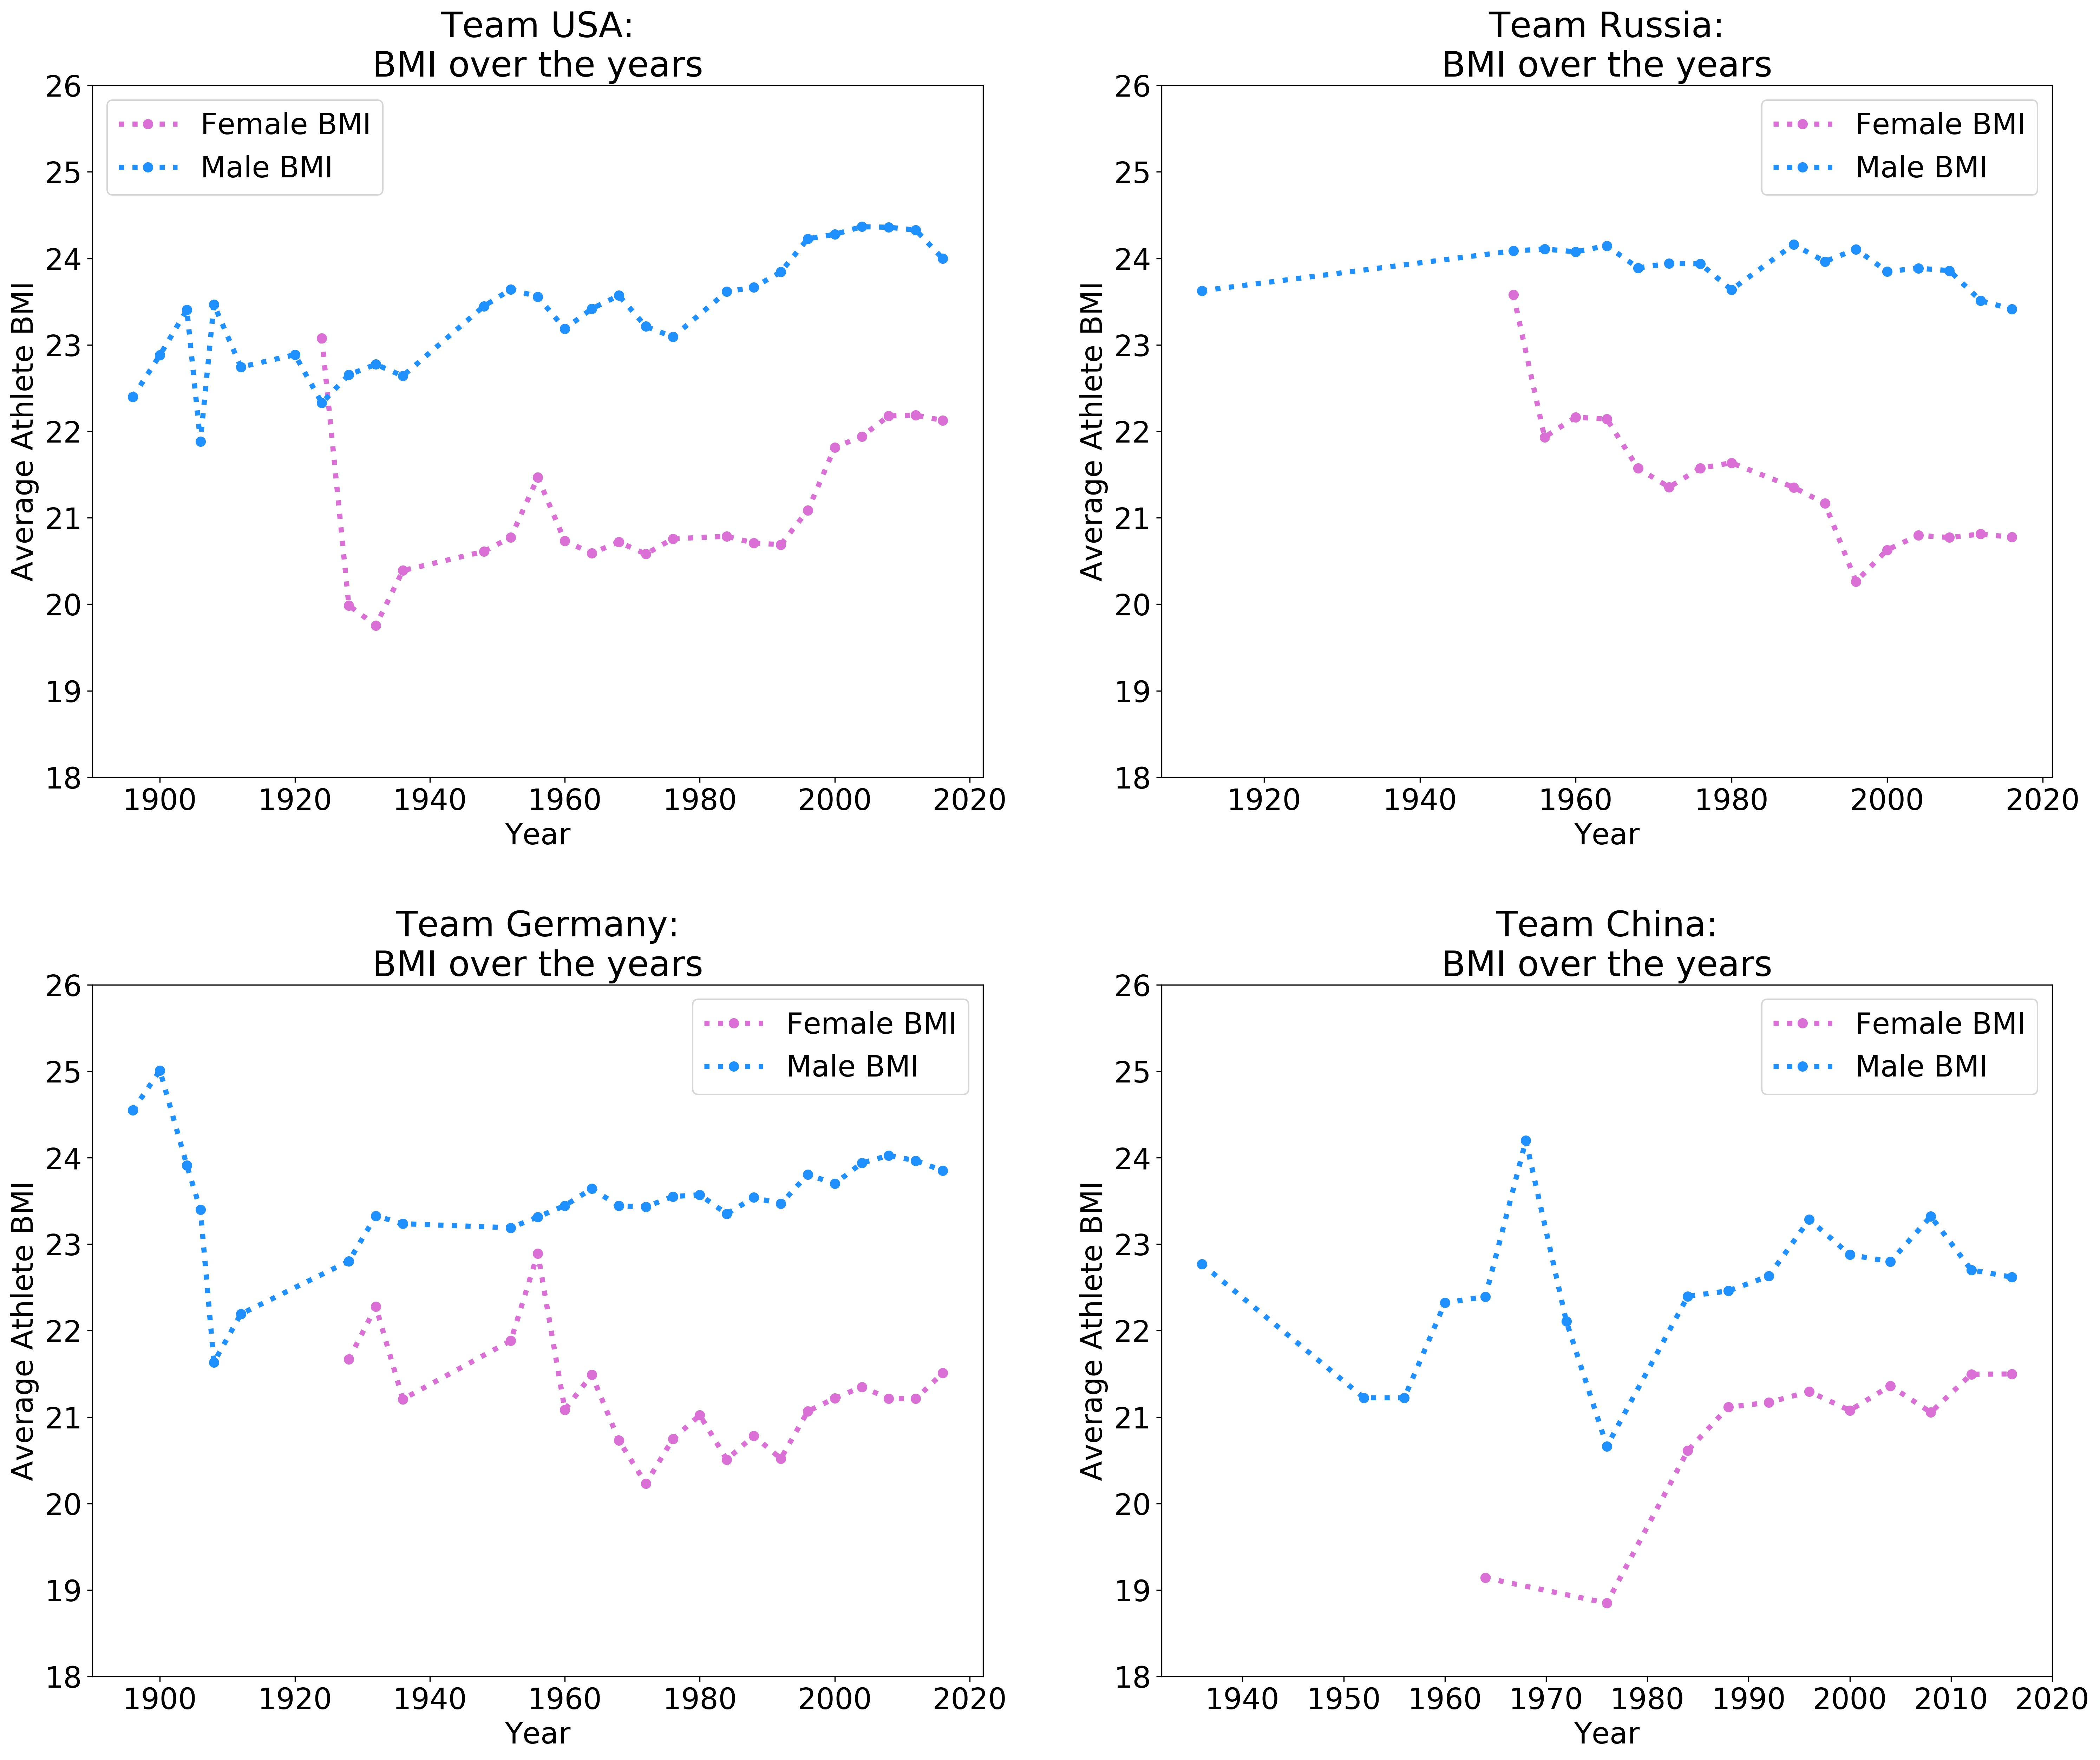 Team USA:
BMI over the years
26
25
24
23
22
21
20
19
18
Average Athlete BMI
Female BMI
Male BMI
1900
1920
1940
1960
1980
2000
2020
Year
Team Russia:
BMI over the years
26
25
24
23
22
21
20
19
18
Average Athlete BMI
Female BMI
Male BMI
1920
1940
1960
1980
2000
2020
Year
Team Germany:
BMI over the years
26
25
24
23
22
21
20
19
18
Average Athlete BMI
Female BMI
Male BMI
1900
1920
1940
1960
1980
2000
2020
Year
Team China:
BMI over the years
26
25
24
23
22
21
20
19
18
Average Athlete BMI
Female BMI
Male BMI
1940
1950
1960
1970
1980
1990
2000
2010
2020
Year